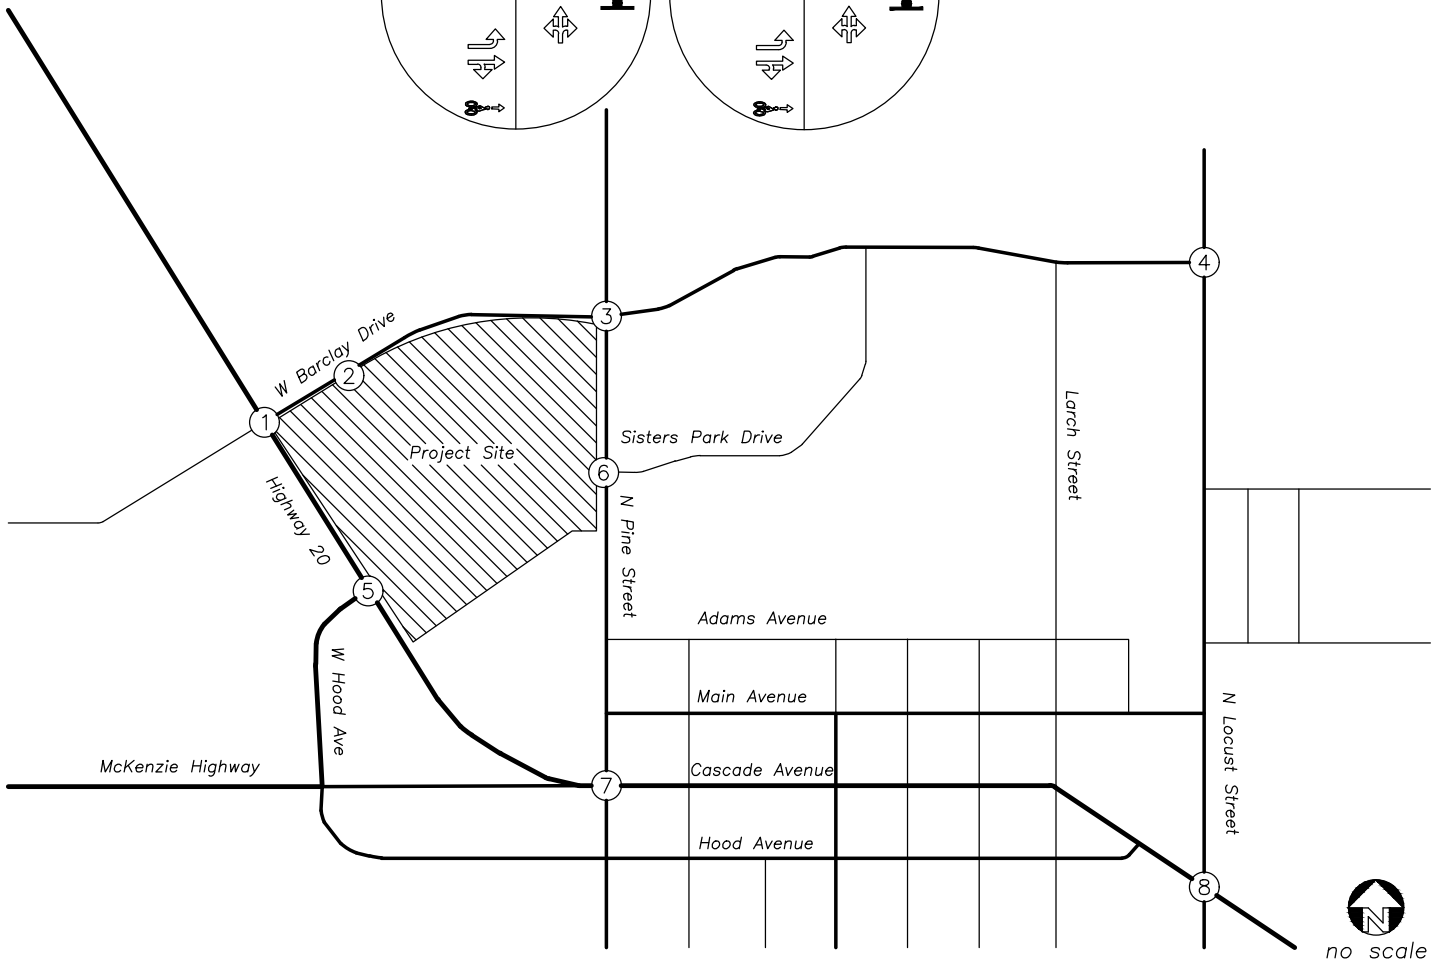 4
3
W Barclay Drive
2
1
Larch Street
Sisters Park Drive
Project Site
6
Highway 20
N Pine Street
5
Adams Avenue
W Hood Ave
Main Avenue
N Locust Street
McKenzie Highway
Cascade Avenue
7
Hood Avenue
8
N
no scale